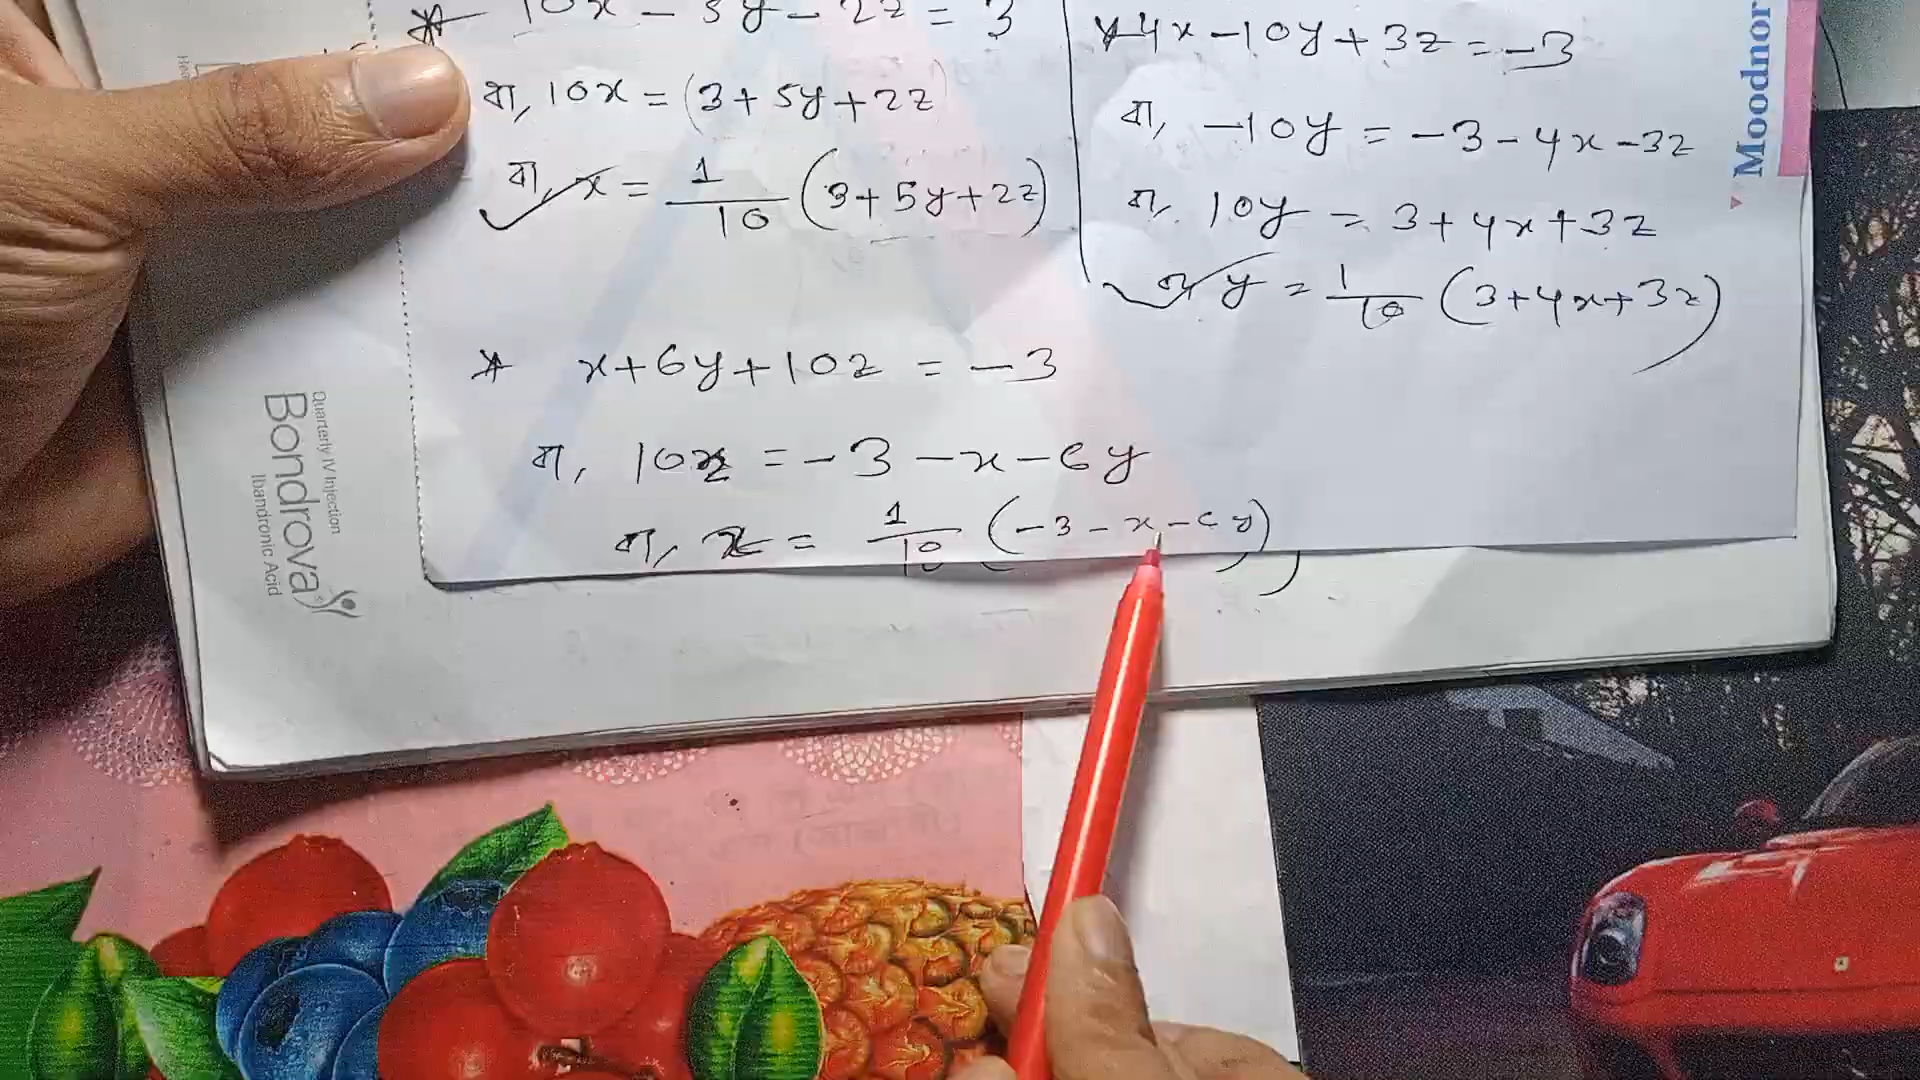 * 10x - 5y - 2z = 3
বা, 10x = (3 + 5y + 2z)
বা, x = 1/10 (3 + 5y + 2z)
* 4x - 10y + 3z = -3
বা, -10y = -3 - 4x - 3z
বা, 10y = 3 + 4x + 3z
বা, y = 1/10 (3 + 4x + 3z)
* x + 6y + 10z = -3
বা, 10z = -3 - x - 6y
বা, z = 1/10 (-3 - x - 6y)
Moodnor
Quarterly IV Injection
Bondrova
Ibandronic Acid